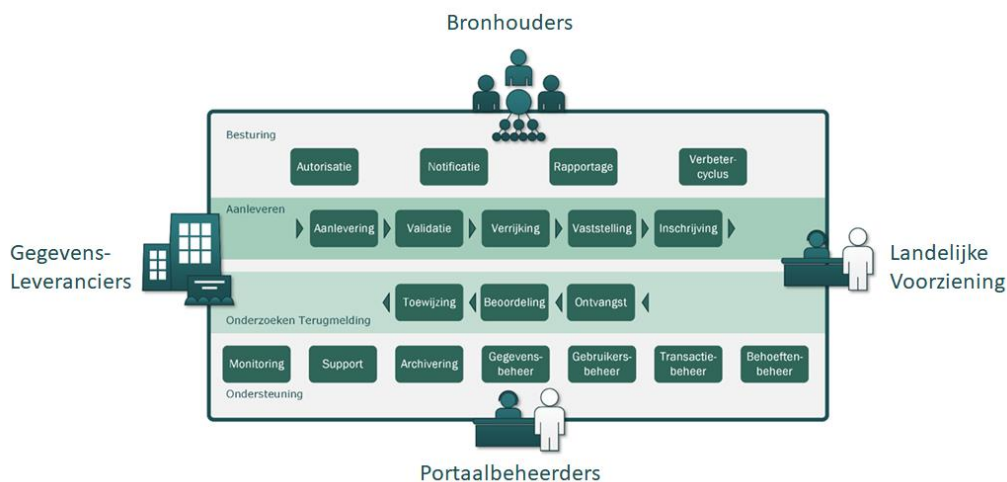 Bronhouders
Besturing
Autorisatie
Notificatie
Rapportage
Verbeter-
cyclus
Aanleveren
Aanlevering
Validatie
Verrijking
Vaststelling
Inschrijving
Gegevens-
Leveranciers
Landelijke
Voorziening
Toewijzing
Beoordeling
Ontvangst
Onderzoeken Terugmelding
Monitoring
Support
Archivering
Gegevens-
beheer
Gebruikers-
beheer
Transactie-
beheer
Behoeften-
beheer
Ondersteuning
Portaalbeheerders